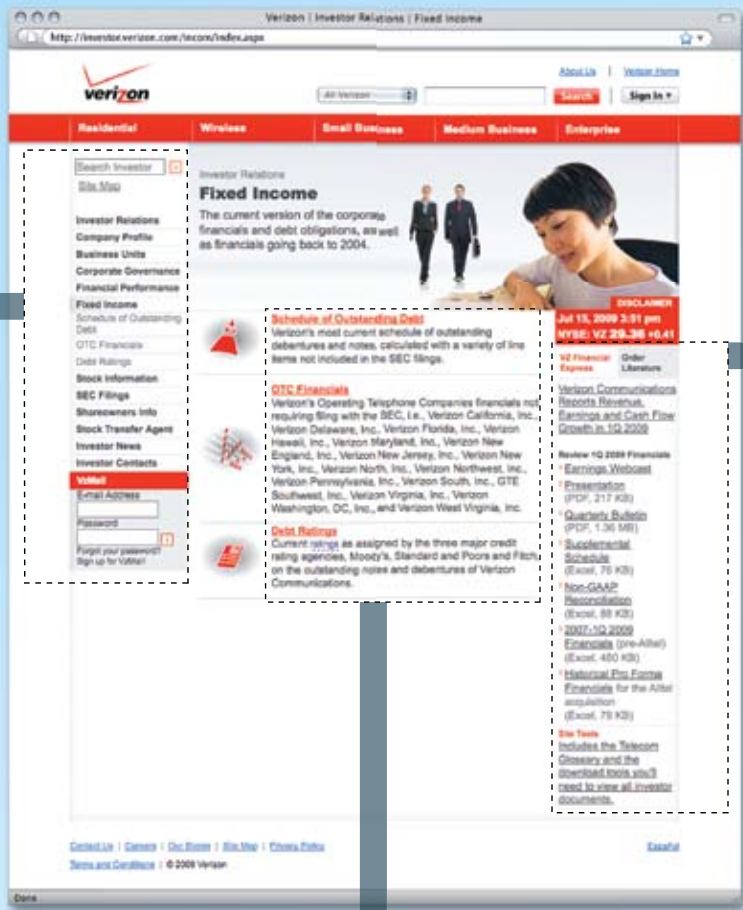 Verizon | Investor Relations | Fixed Income
http://investor.verizon.com/income/index.aspx
About Us | Verizon Home
verizon
All Verizon
Search
Sign In
Residential
Wireless
Small Business
Medium Business
Enterprise
Search Investor
Site Map
Investor Relations
Company Profile
Business Units
Corporate Governance
Financial Performance
Fixed Income
Schedule of Outstanding
Debt
OTC Financials
Debt Ratings
Stock Information
SEC Filings
Shareowners Info
Stock Transfer Agent
Investor News
Investor Contacts
VzMail
E-mail Address
Password
Forgot your password?
Sign up for VzMail!
Investor Relations
Fixed Income
The current version of the corporate
financials and debt obligations, as well
as financials going back to 2004.
Schedule of Outstanding Debt
Verizon's most current schedule of outstanding
debentures and notes, calculated with a variety of line
items not included in the SEC filings.
OTC Financials
Verizon's Operating Telephone Companies financials not
requiring filing with the SEC, i.e., Verizon California, Inc.,
Verizon Delaware, Inc., Verizon Florida, Inc., Verizon
Hawaii, Inc., Verizon Maryland, Inc., Verizon New
England, Inc., Verizon New Jersey, Inc., Verizon New
York, Inc., Verizon North, Inc., Verizon Northwest, Inc.,
Verizon Pennsylvania, Inc., Verizon South, Inc., GTE
Southwest, Inc., Verizon Virginia, Inc., Verizon
Washington, DC, Inc., and Verizon West Virginia, Inc.
Debt Ratings
Current ratings as assigned by the three major credit
rating agencies, Moody's, Standard and Poors and Fitch,
on the outstanding notes and debentures of Verizon
Communications.
DISCLAIMER
Jul 15, 2009 3:51 pm
NYSE: VZ 29.36 +0.41
VZ Financial
Express
Order
Literature
Verizon Communications
Reports Revenue,
Earnings and Cash Flow
Growth in 1Q 2009
Review 1Q 2009 Financials
Earnings Webcast
Presentation
(PDF, 217 KB)
Quarterly Bulletin
(PDF, 1.36 MB)
Supplemental
Schedule
(Excel, 76 KB)
Non-GAAP
Reconciliation
(Excel, 88 KB)
2007-1Q 2009
Financials (pre-Alltel)
(Excel, 460 KB)
Historical Pro Forma
Financials for the Alltel
acquisition
(Excel, 79 KB)
Site Tools
Includes the Telecom
Glossary and the
download tools you'll
need to view all investor
documents.
Contact Us | Careers | Our Stores | Site Map | Privacy Policy
Español
Terms and Conditions | © 2009 Verizon
Done